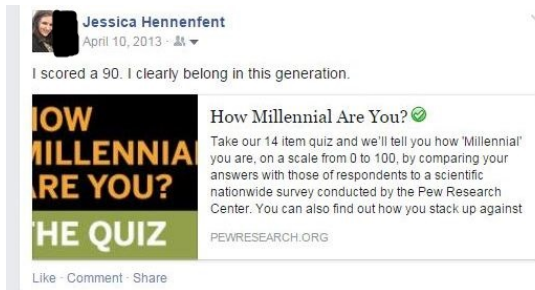 Jessica Hennenfent
April 10, 2013 ·
I scored a 90. I clearly belong in this generation.
HOW
MILLENNIAL
ARE YOU?
THE QUIZ
How Millennial Are You?
Take our 14 item quiz and we'll tell you how 'Millennial'
you are, on a scale from 0 to 100, by comparing your
answers with those of respondents to a scientific
nationwide survey conducted by the Pew Research
Center. You can also find out how you stack up against
PEWRESEARCH.ORG
Like · Comment · Share